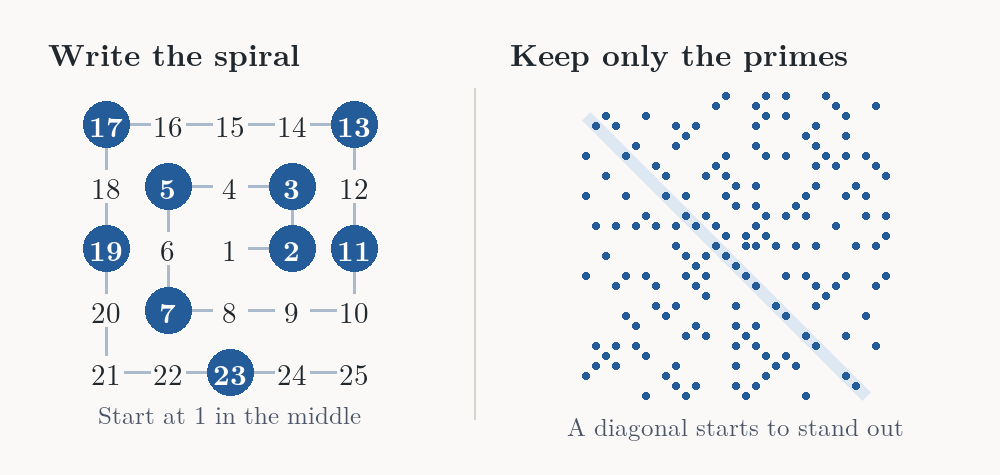 Write the spiral
17 16 15 14 13
18 5 4 3 12
19 6 1 2 11
20 7 8 9 10
21 22 23 24 25
Start at 1 in the middle
Keep only the primes
A diagonal starts to stand out